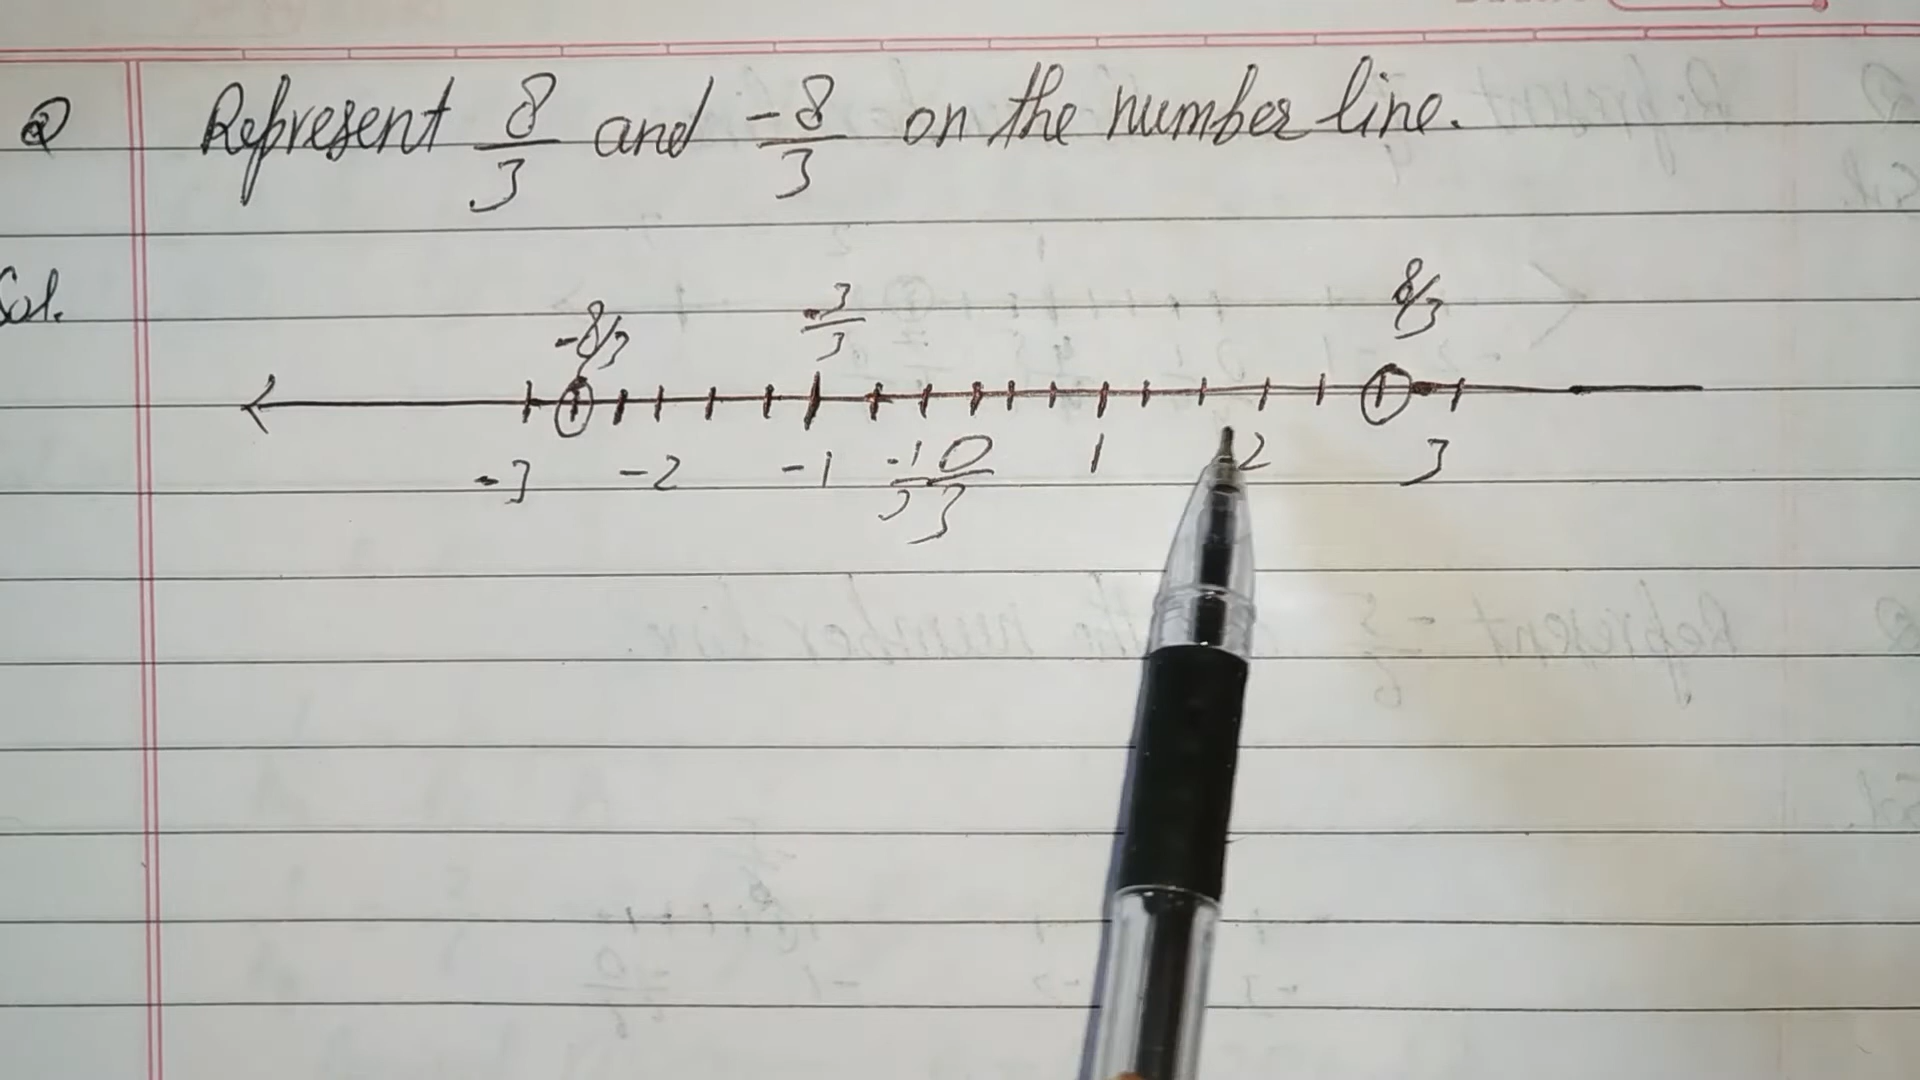 Q Represent 8/3 and -8/3 on the number line.
Sol.
-8/3 -3/3 8/3
-3 -2 -1 -1/3 0/3 1 2 3